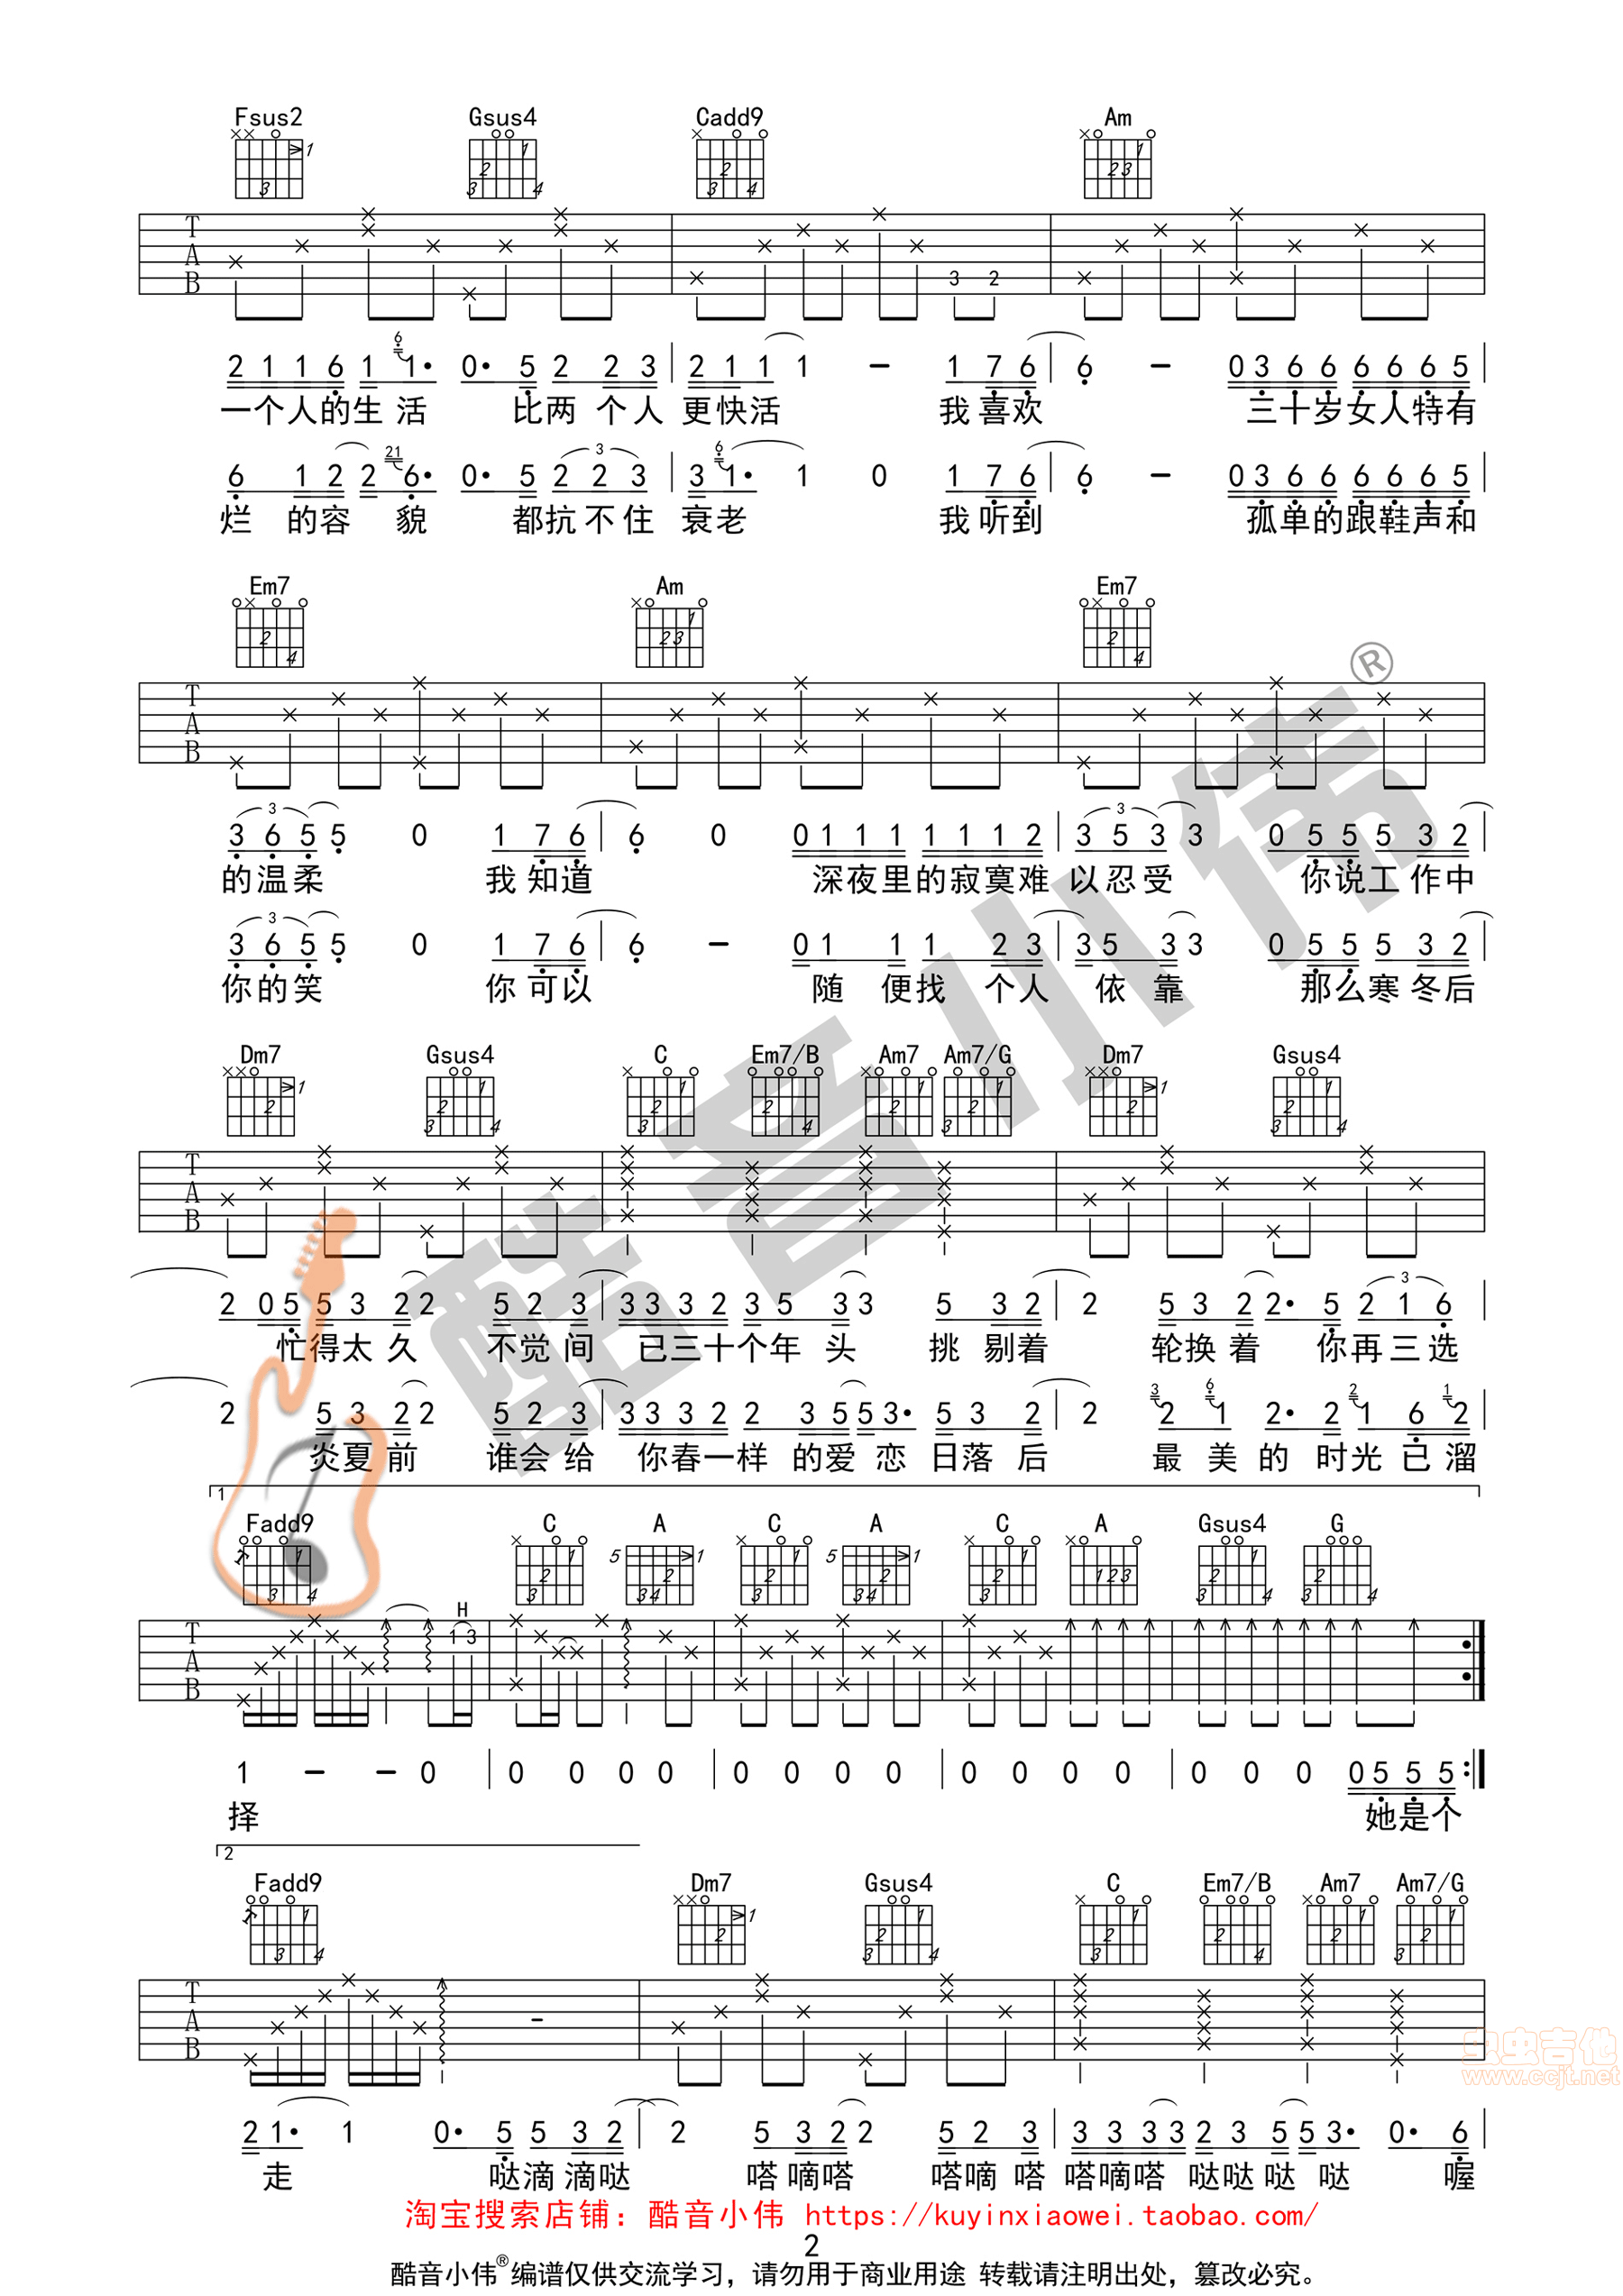 Fsus2 Gsus4 Cadd9 Am
T A B
3 2
2 1 1 6 1 6 1· 0· 5 2 2 3 | 2 1 1 1 - 1 7 6 | 6 - 0 3 6 6 6 6 6 5 |
一个人的生活 比两个人更快活 我喜欢 三十岁女人特有
6 1 2 2 21 6· 0· 5 2 2 3 | 3 6 1· 1 0 1 7 6 | 6 - 0 3 6 6 6 6 6 5 |
烂的容貌 都抗不住衰老 我听到 孤单的跟鞋声和
Em7 Am Em7
T A B
3 6 5 5 0 1 7 6 | 6 0 0 1 1 1 1 1 1 2 | 3 5 3 3 0 5 5 5 3 2 |
的温柔 我知道 深夜里的寂寞难以忍受 你说工作中
3 6 5 5 0 1 7 6 | 6 - 0 1 1 1 2 3 | 3 5 3 3 0 5 5 5 3 2 |
你的笑 你可以 随便找个人依靠 那么寒冬后
Dm7 Gsus4 C Em7/B Am7 Am7/G Dm7 Gsus4
T A B
2 0 5 5 3 2 2 5 2 3 | 3 3 3 2 3 5 3 3 5 3 2 | 2 5 3 2 2· 5 2 1 6 |
忙得太久 不觉间已三十个年头 挑剔着 轮换着 你再三选
2 5 3 2 2 5 2 3 | 3 3 3 2 2 3 5 5 3· 5 3 2 | 2 3 2 6 1 2· 2 2 1 6 1 2 |
炎夏前 谁会给你春一样的爱恋日落后 最美的时光已溜
1
Fadd9 C A C A C A Gsus4 G
T A B
H
1 3
1 - - 0 | 0 0 0 0 | 0 0 0 0 | 0 0 0 0 | 0 0 0 0 5 5 5 :|
择 她是个
2
Fadd9 Dm7 Gsus4 C Em7/B Am7 Am7/G
T A B
2 1· 1 0· 5 5 3 2 | 2 5 3 2 2 5 2 3 | 3 3 3 3 2 3 5 5 3· 0· 6 |
走 哒滴滴哒 嗒嘀嗒 嗒嘀嗒嗒嘀嗒哒哒哒哒 喔
酷音小伟®
虫虫吉他
www.ccjt.net
淘宝搜索店铺：酷音小伟 https://kuyinxiaowei.taobao.com/
2
酷音小伟®编谱仅供交流学习，请勿用于商业用途 转载请注明出处，篡改必究。